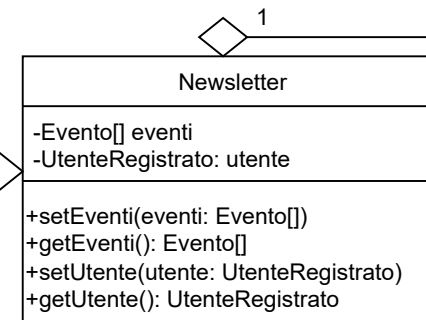 1
Newsletter
-Evento[] eventi
-UtenteRegistrato: utente
+setEventi(eventi: Evento[])
+getEventi(): Evento[]
+setUtente(utente: UtenteRegistrato)
+getUtente(): UtenteRegistrato